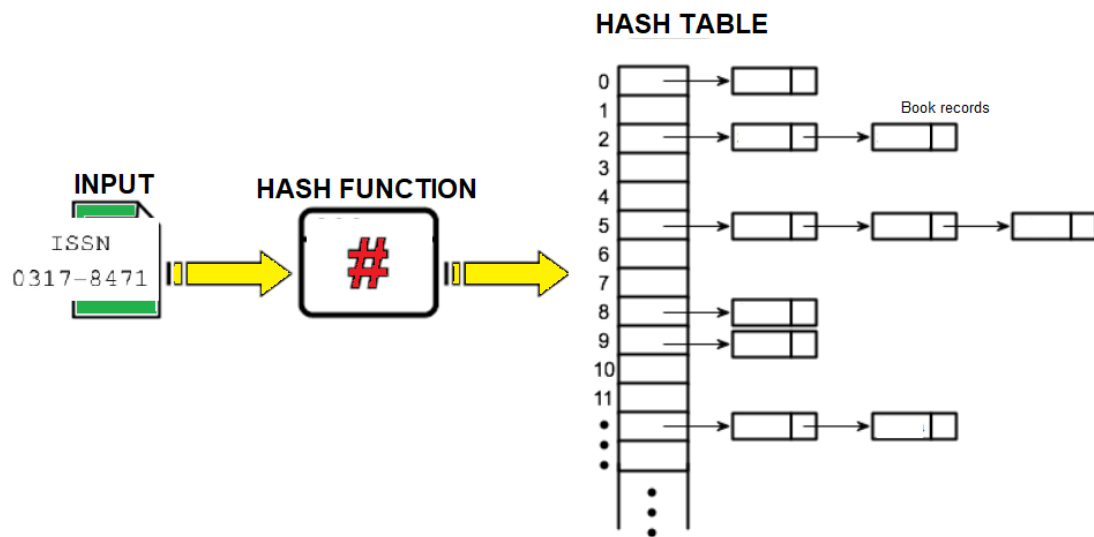 HASH TABLE
0
1
Book records
2
3
INPUT
HASH FUNCTION
4
ISSN
5
#
6
0317-8471
7
8
9
10
11